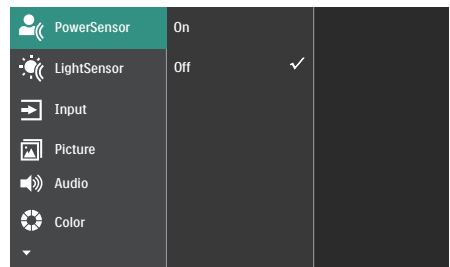 PowerSensor
On
LightSensor
Off
Input
Picture
Audio
Color